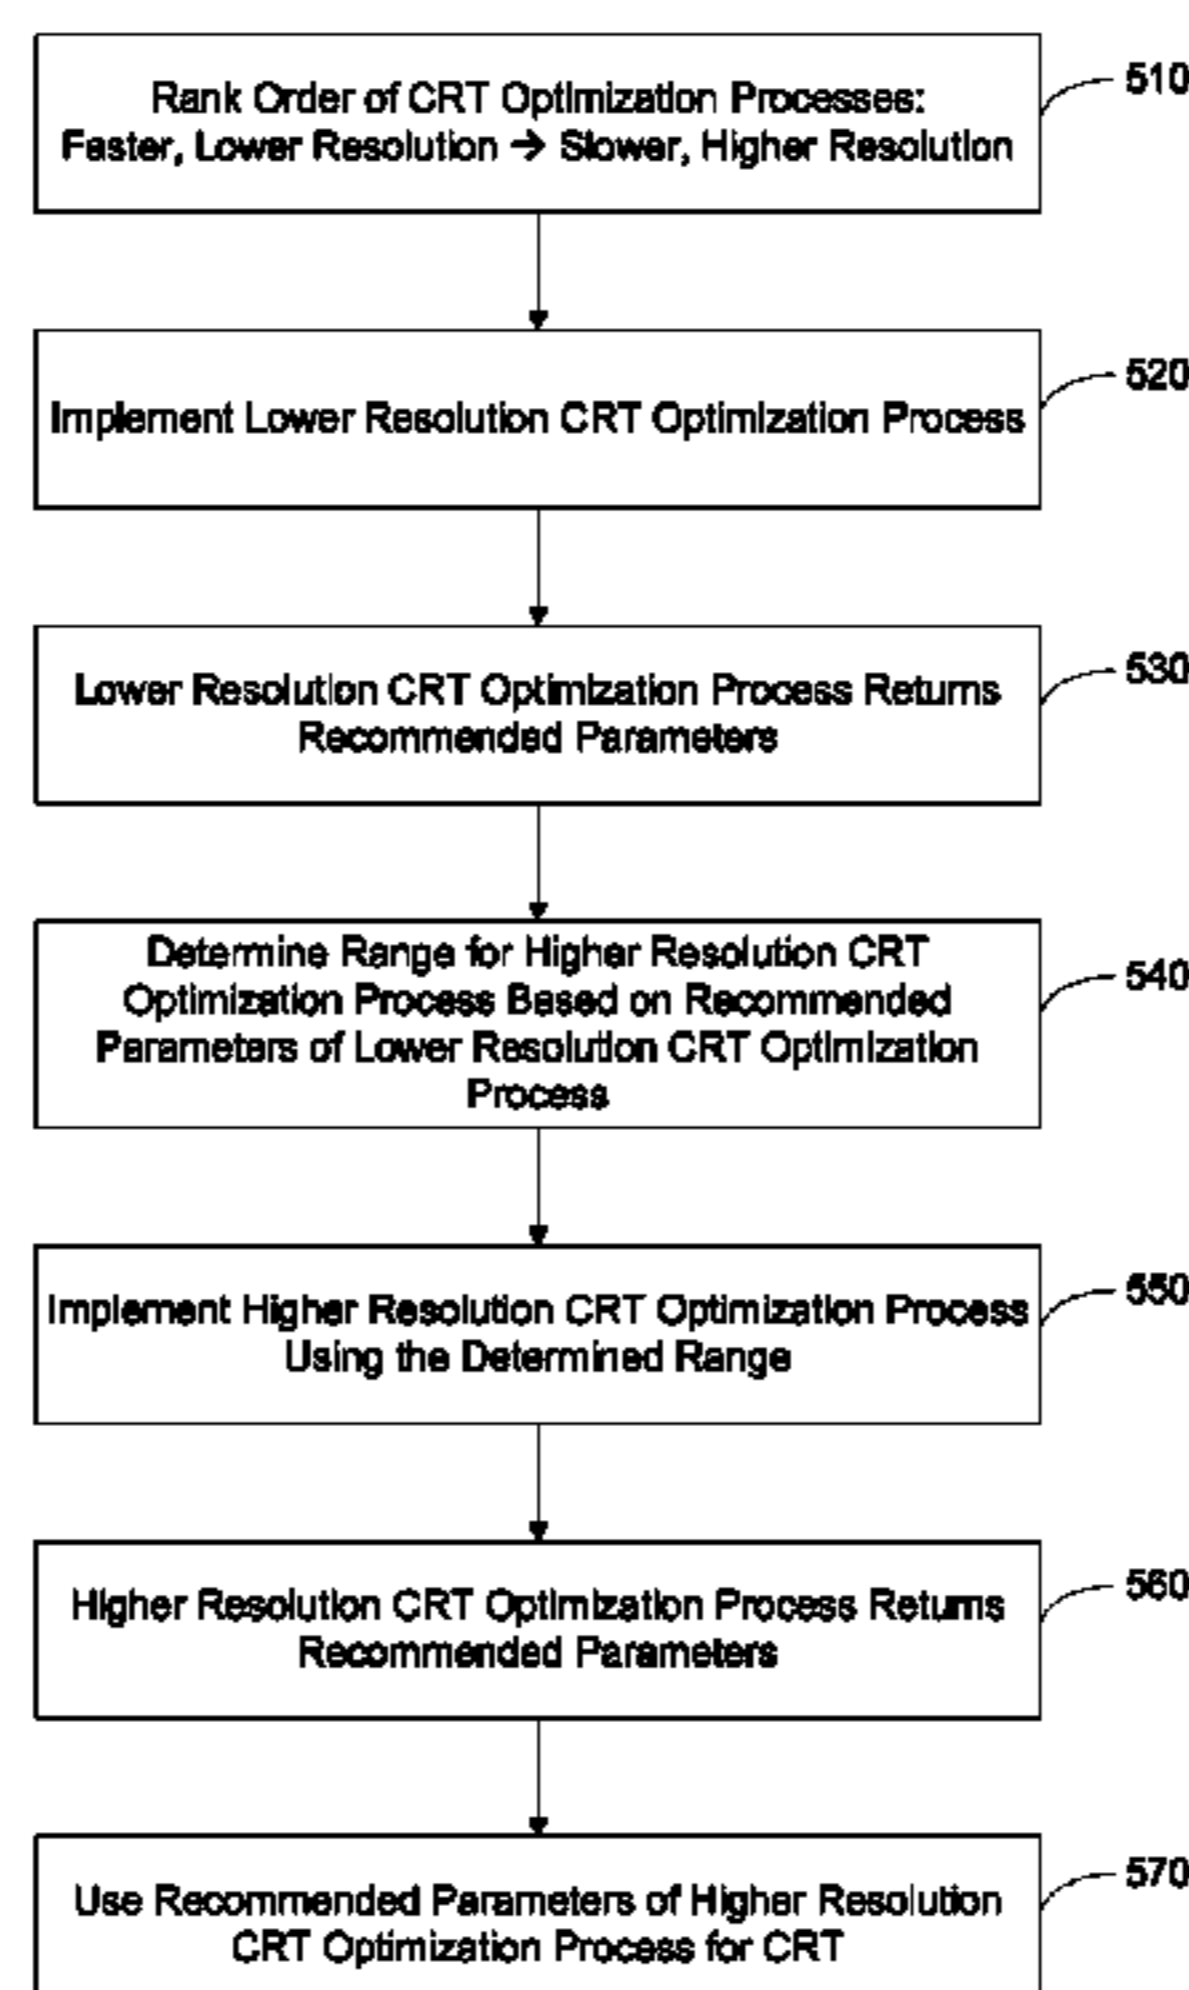 Rank Order of CRT Optimization Processes:
Faster, Lower Resolution → Slower, Higher Resolution
510
Implement Lower Resolution CRT Optimization Process
520
Lower Resolution CRT Optimization Process Returns
Recommended Parameters
530
Determine Range for Higher Resolution CRT
Optimization Process Based on Recommended
Parameters of Lower Resolution CRT Optimization
Process
540
Implement Higher Resolution CRT Optimization Process
Using the Determined Range
550
Higher Resolution CRT Optimization Process Returns
Recommended Parameters
560
Use Recommended Parameters of Higher Resolution
CRT Optimization Process for CRT
570